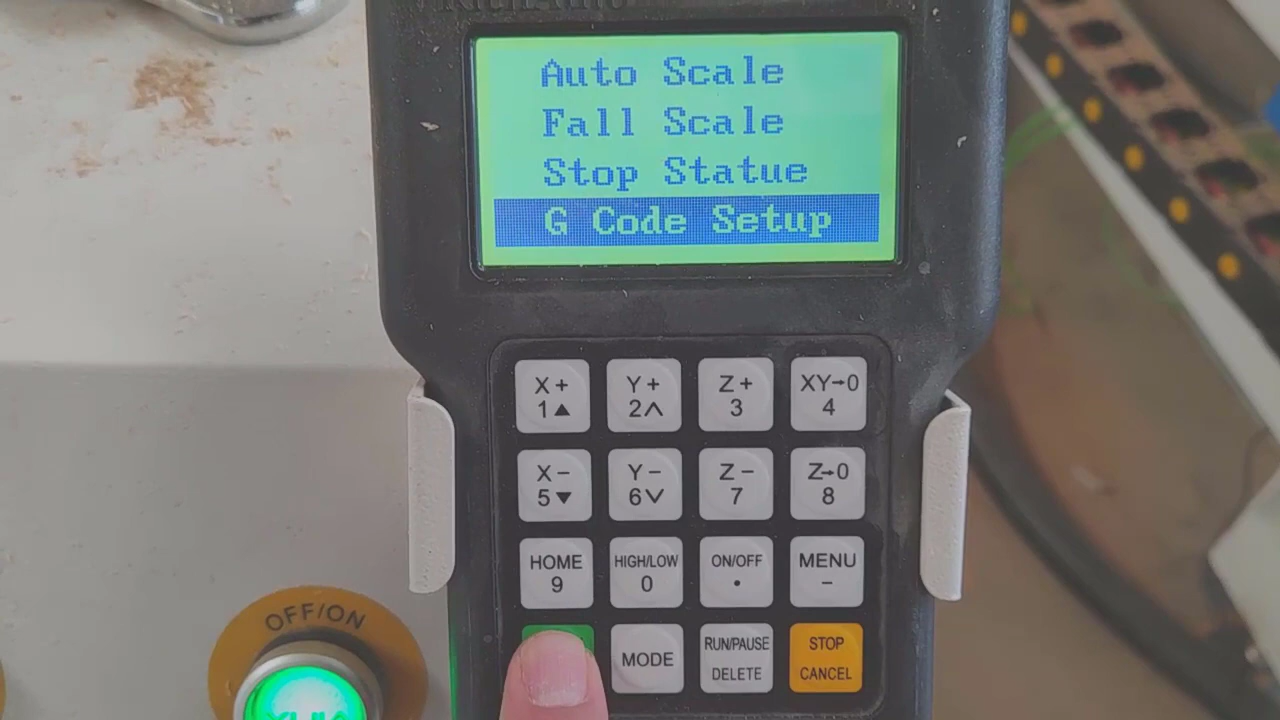 RichAuto
Auto Scale
Fall Scale
Stop Statue
G Code Setup
X+ Y+ Z+ XY→0
1▲ 2∧ 3 4
X− Y− Z− Z→0
5▼ 6∨ 7 8
HOME HIGH/LOW ON/OFF MENU
9 0 • −
MODE RUN/PAUSE STOP
DELETE CANCEL
OFF/ON